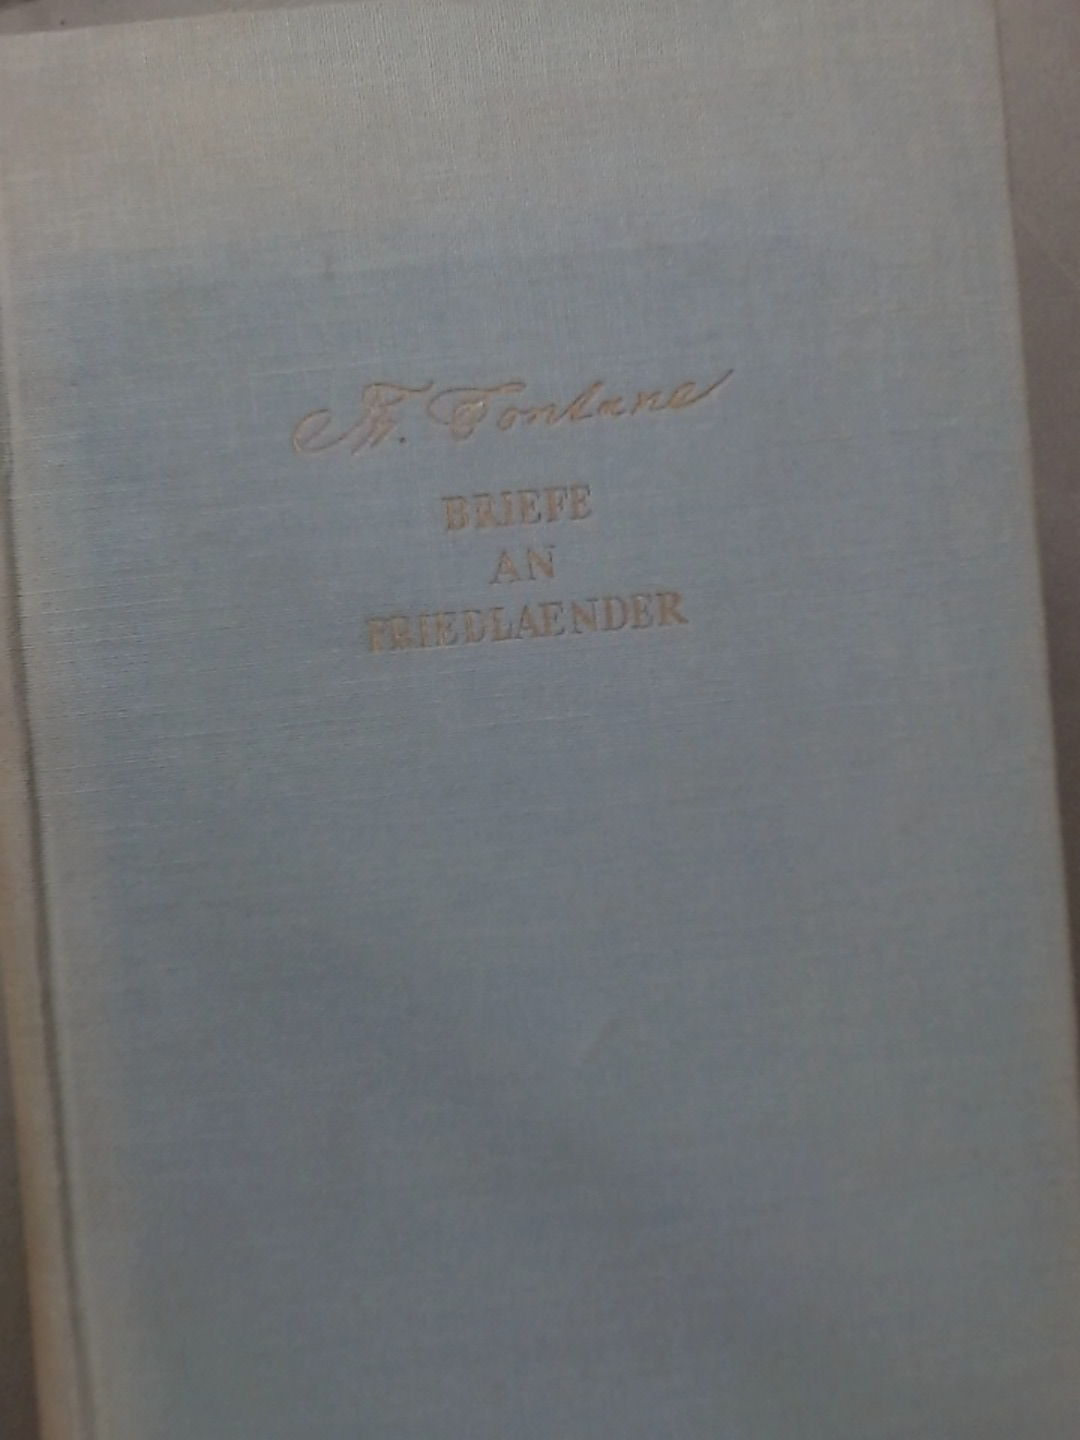 Th. Fontane
BRIEFE
AN
FRIEDLAENDER